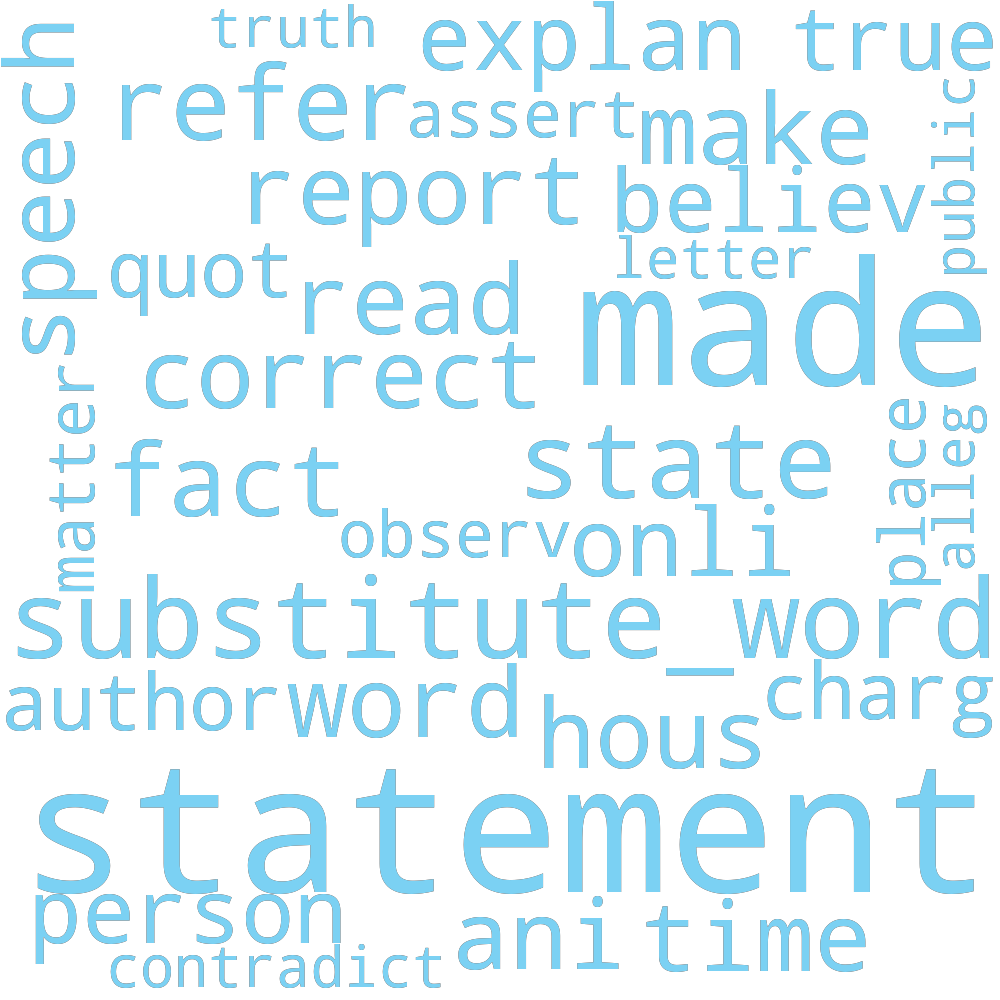 truth
explan
true
speech
refer
assert
make
public
report
believ
quot
letter
read
made
correct
matter
fact
state
place
alleg
observ
onli
substitute_word
author
word
hous
charg
statement
person
ani
time
contradict